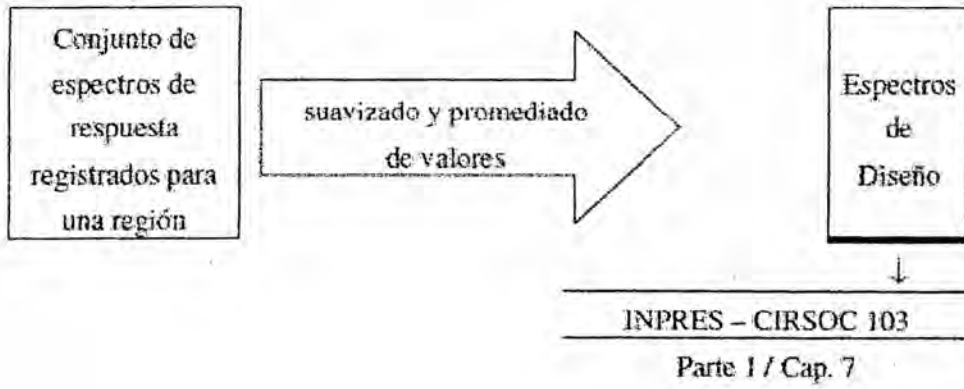 Conjunto de
espectros de
respuesta
registrados para
una región
suavizado y promediado
de valores
Espectros
de
Diseño
↓
INPRES – CIRSOC 103
Parte 1 / Cap. 7